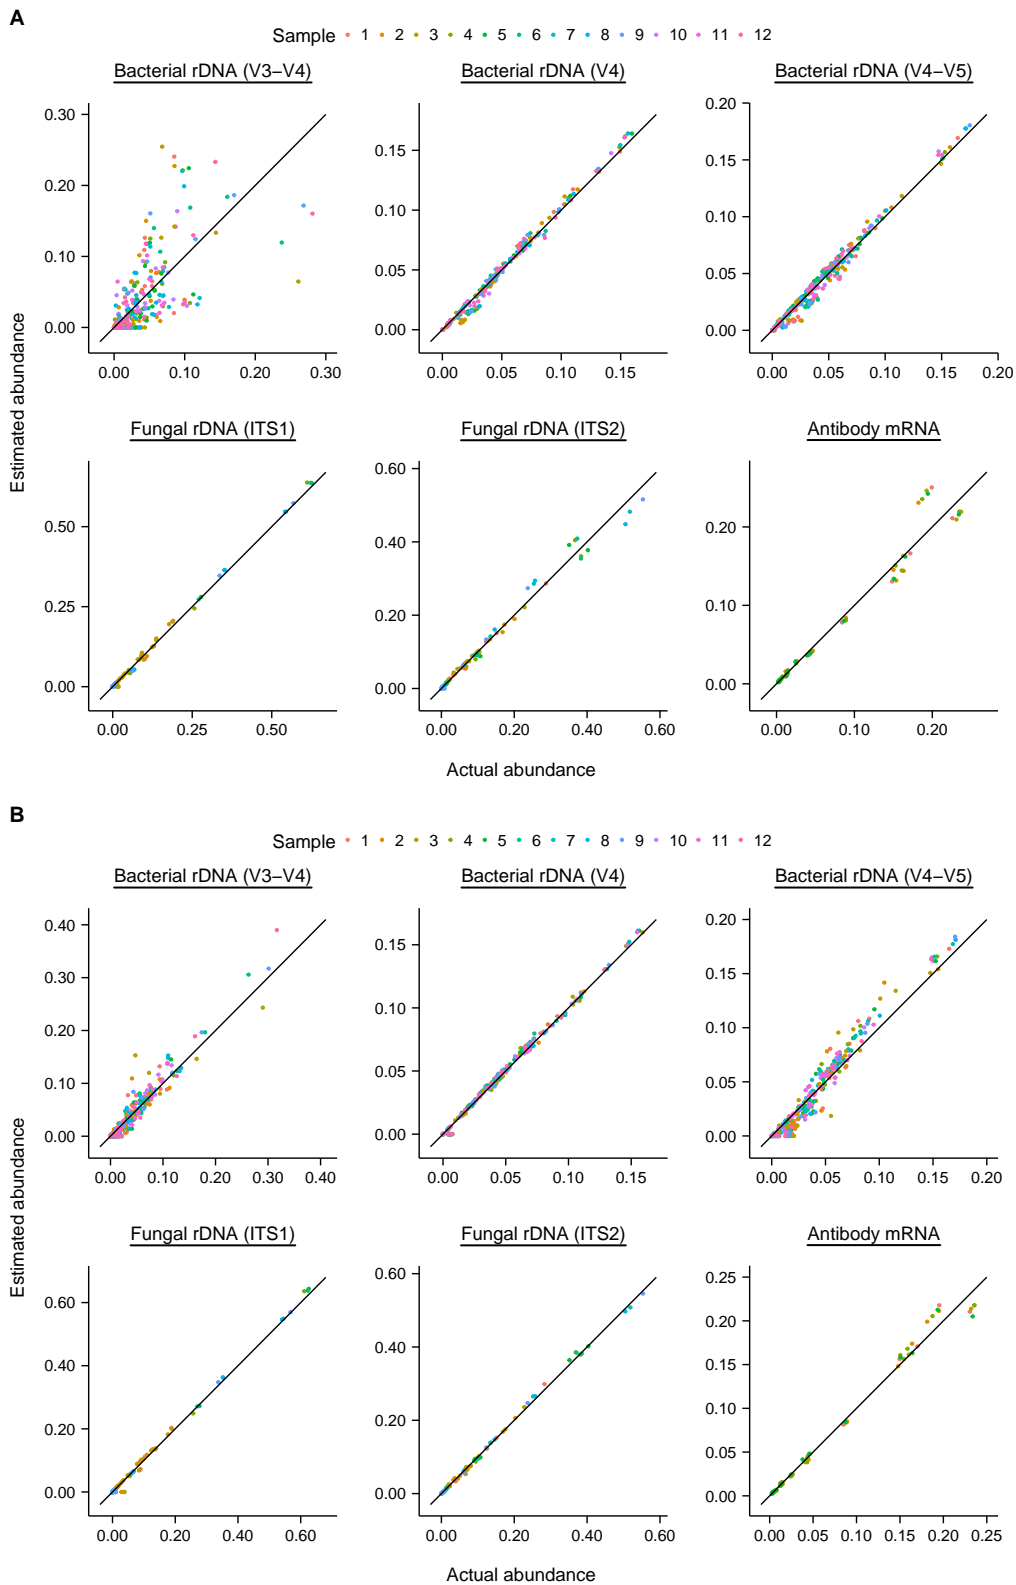 A
Sample 1 2 3 4 5 6 7 8 9 10 11 12
Bacterial rDNA (V3−V4) Bacterial rDNA (V4) Bacterial rDNA (V4−V5)
0.30
0.20
0.10
0.00
0.00 0.10 0.20 0.30
0.15
0.10
0.05
0.00
0.00 0.05 0.10 0.15
0.20
0.15
0.10
0.05
0.00
0.00 0.05 0.10 0.15 0.20
Estimated abundance
Fungal rDNA (ITS1) Fungal rDNA (ITS2) Antibody mRNA
0.50
0.25
0.00
0.00 0.25 0.50
0.60
0.40
0.20
0.00
0.00 0.20 0.40 0.60
0.20
0.10
0.00
0.00 0.10 0.20
Actual abundance
B
Sample 1 2 3 4 5 6 7 8 9 10 11 12
Bacterial rDNA (V3−V4) Bacterial rDNA (V4) Bacterial rDNA (V4−V5)
0.40
0.30
0.20
0.10
0.00
0.00 0.10 0.20 0.30 0.40
0.15
0.10
0.05
0.00
0.00 0.05 0.10 0.15
0.20
0.15
0.10
0.05
0.00
0.00 0.05 0.10 0.15 0.20
Estimated abundance
Fungal rDNA (ITS1) Fungal rDNA (ITS2) Antibody mRNA
0.60
0.40
0.20
0.00
0.00 0.20 0.40 0.60
0.60
0.40
0.20
0.00
0.00 0.20 0.40 0.60
0.25
0.20
0.15
0.10
0.05
0.00
0.00 0.05 0.10 0.15 0.20 0.25
Actual abundance